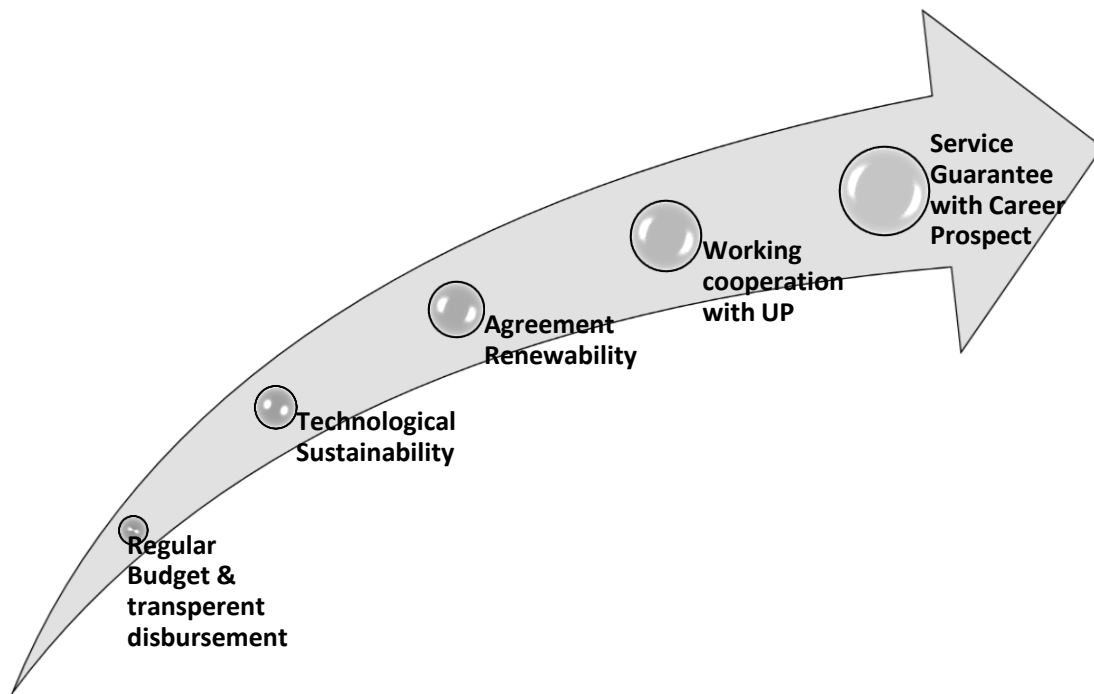 Service
Guarantee
with Career
Prospect
Working
cooperation
with UP
Agreement
Renewability
Technological
Sustainability
Regular
Budget &
transperent
disbursement